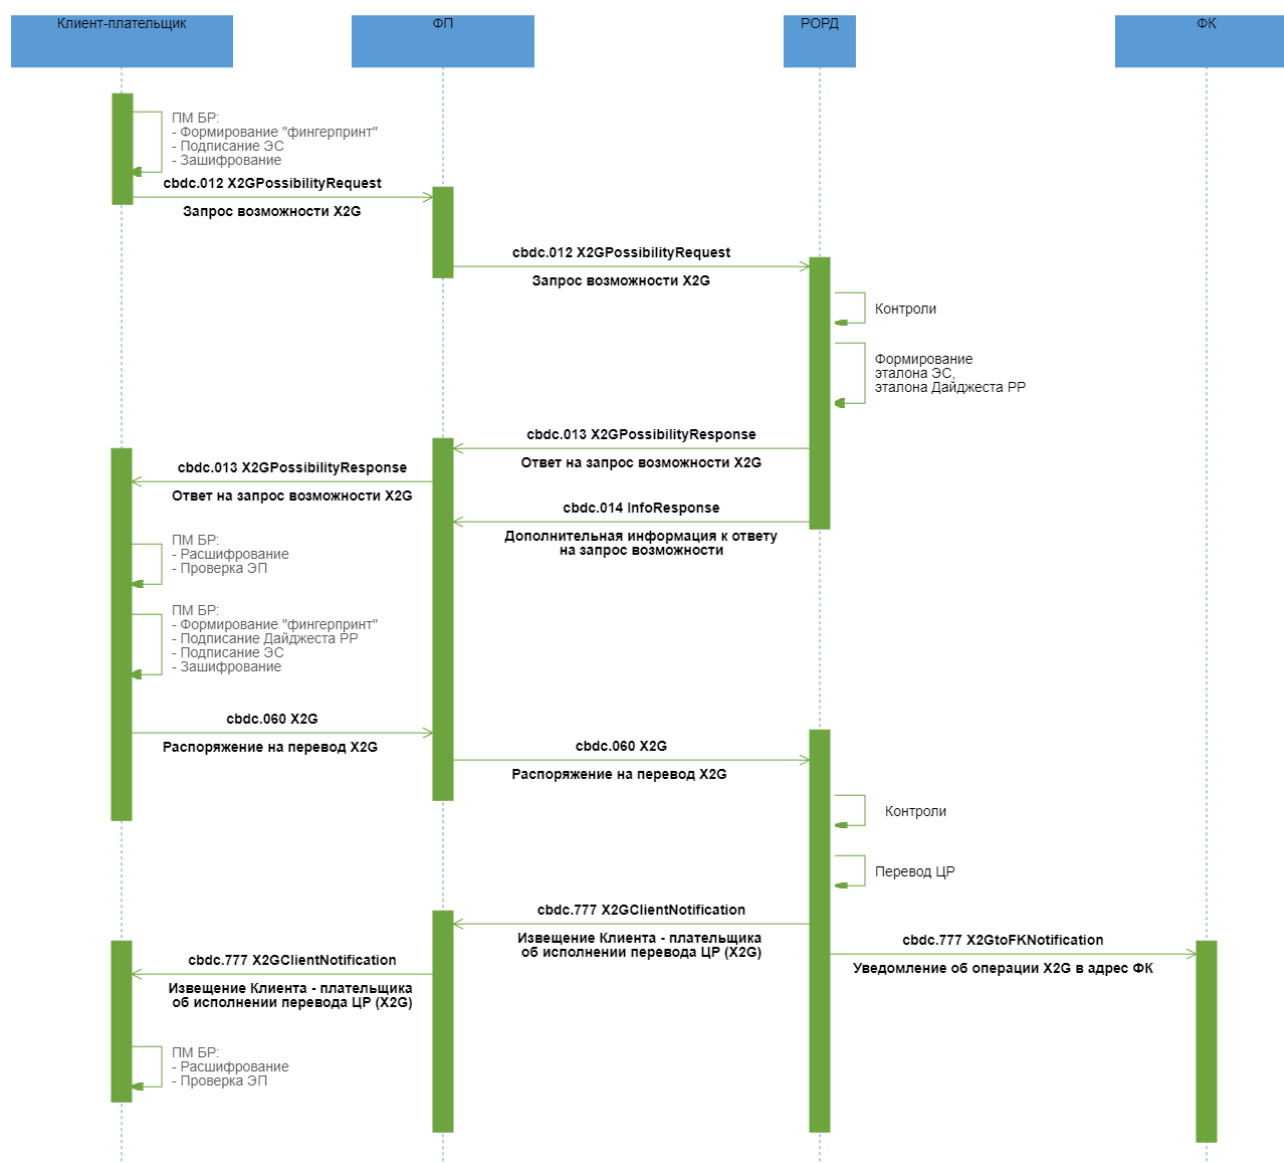 Клиент-плательщик
ФП
РОРД
ФК
ПМ БР:
- Формирование "фингерпринт"
- Подписание ЭС
- Зашифрование
cbdc.012 X2GPossibilityRequest
Запрос возможности X2G
cbdc.012 X2GPossibilityRequest
Запрос возможности X2G
Контроли
Формирование
эталона ЭС,
эталона Дайджеста РР
cbdc.013 X2GPossibilityResponse
Ответ на запрос возможности X2G
cbdc.013 X2GPossibilityResponse
Ответ на запрос возможности X2G
cbdc.014 InfoResponse
Дополнительная информация к ответу
на запрос возможности
ПМ БР:
- Расшифрование
- Проверка ЭП
ПМ БР:
- Формирование "фингерпринт"
- Подписание Дайджеста РР
- Подписание ЭС
- Зашифрование
cbdc.060 X2G
Распоряжение на перевод X2G
cbdc.060 X2G
Распоряжение на перевод X2G
Контроли
Перевод ЦР
cbdc.777 X2GClientNotification
Извещение Клиента - плательщика
об исполнении перевода ЦР (X2G)
cbdc.777 X2GtoFKNotification
Уведомление об операции X2G в адрес ФК
cbdc.777 X2GClientNotification
Извещение Клиента - плательщика
об исполнении перевода ЦР (X2G)
ПМ БР:
- Расшифрование
- Проверка ЭП